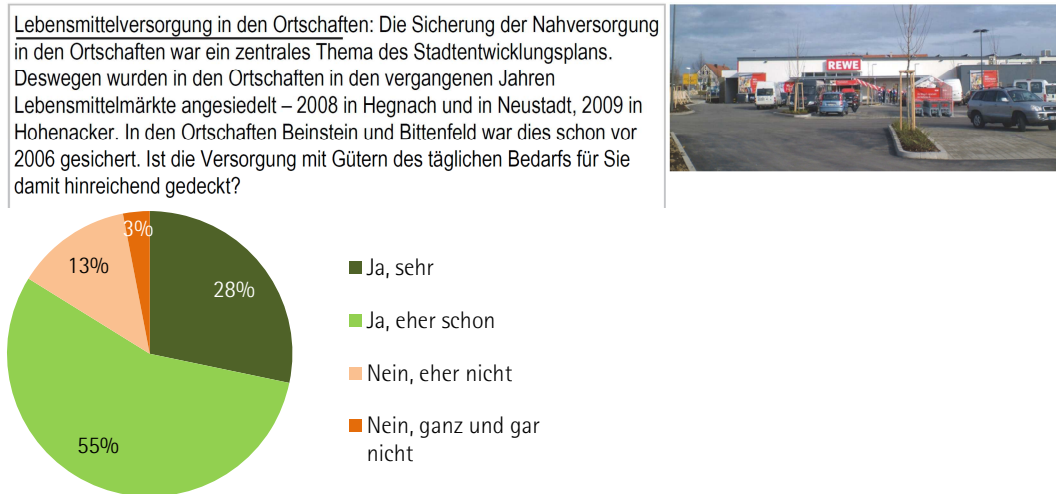 Lebensmittelversorgung in den Ortschaften: Die Sicherung der Nahversorgung
in den Ortschaften war ein zentrales Thema des Stadtentwicklungsplans.
Deswegen wurden in den Ortschaften in den vergangenen Jahren
Lebensmittelmärkte angesiedelt – 2008 in Hegnach und in Neustadt, 2009 in
Hohenacker. In den Ortschaften Beinstein und Bittenfeld war dies schon vor
2006 gesichert. Ist die Versorgung mit Gütern des täglichen Bedarfs für Sie
damit hinreichend gedeckt?
REWE
3%
13%
28%
55%
Ja, sehr
Ja, eher schon
Nein, eher nicht
Nein, ganz und gar
nicht